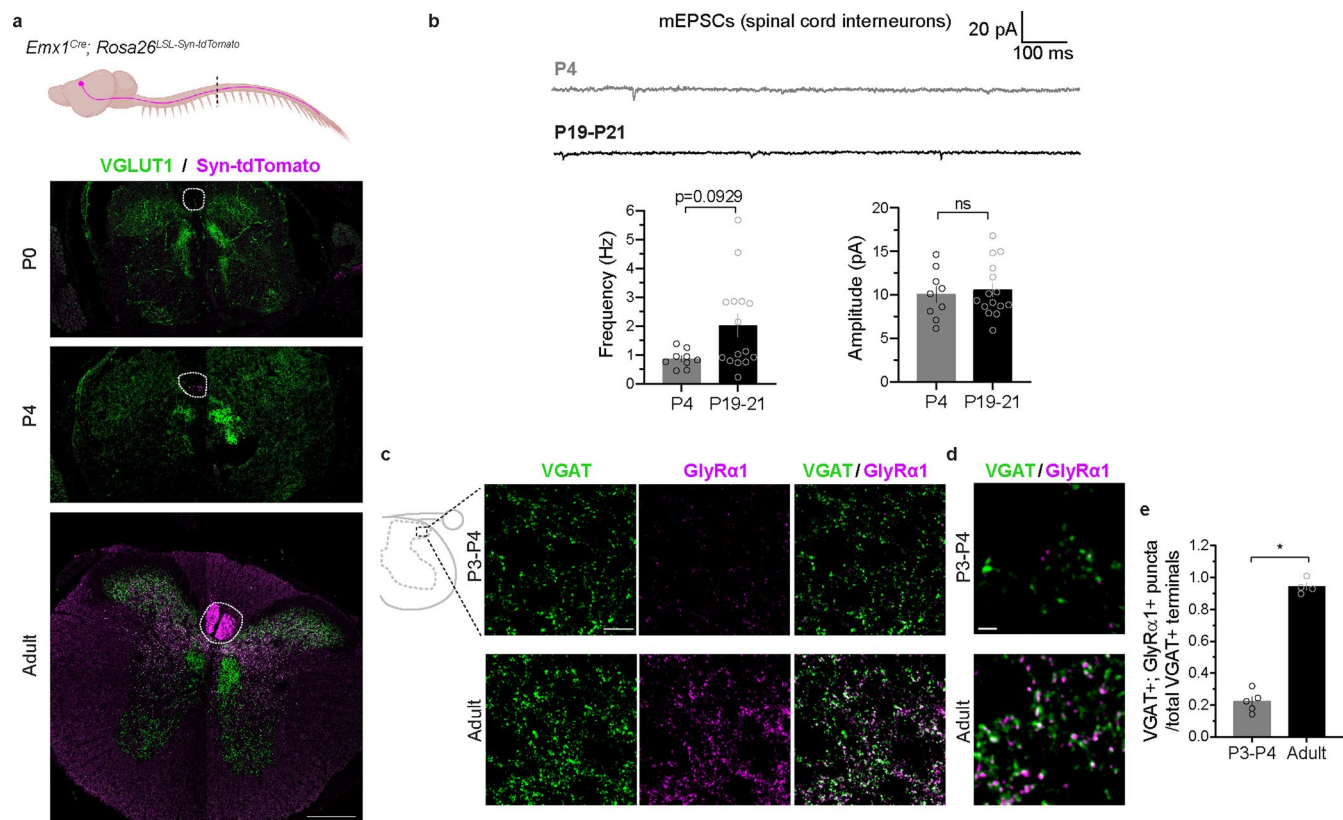 a
Emx1Cre; Rosa26LSL-Syn-tdTomato
VGLUT1 / Syn-tdTomato
P0
P4
Adult
b
mEPSCs (spinal cord interneurons)
20 pA
100 ms
P4
P19-P21
p=0.0929
Frequency (Hz)
6
5
4
3
2
1
0
P4
P19-21
ns
Amplitude (pA)
20
15
10
5
0
P4
P19-21
c
VGAT
GlyRα1
VGAT/GlyRα1
P3-P4
Adult
d
VGAT/GlyRα1
P3-P4
Adult
e
VGAT+; GlyRα1+ puncta
/total VGAT+ terminals
1.2
1.0
0.8
0.6
0.4
0.2
0.0
*
P3-P4
Adult